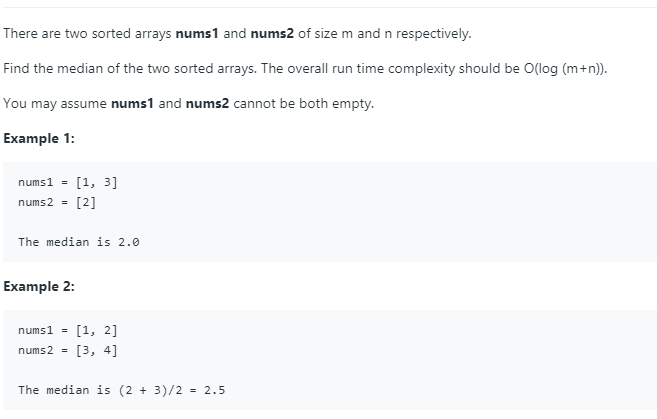 There are two sorted arrays nums1 and nums2 of size m and n respectively.
Find the median of the two sorted arrays. The overall run time complexity should be O(log (m+n)).
You may assume nums1 and nums2 cannot be both empty.
Example 1:
nums1 = [1, 3]
nums2 = [2]
The median is 2.0
Example 2:
nums1 = [1, 2]
nums2 = [3, 4]
The median is (2 + 3)/2 = 2.5